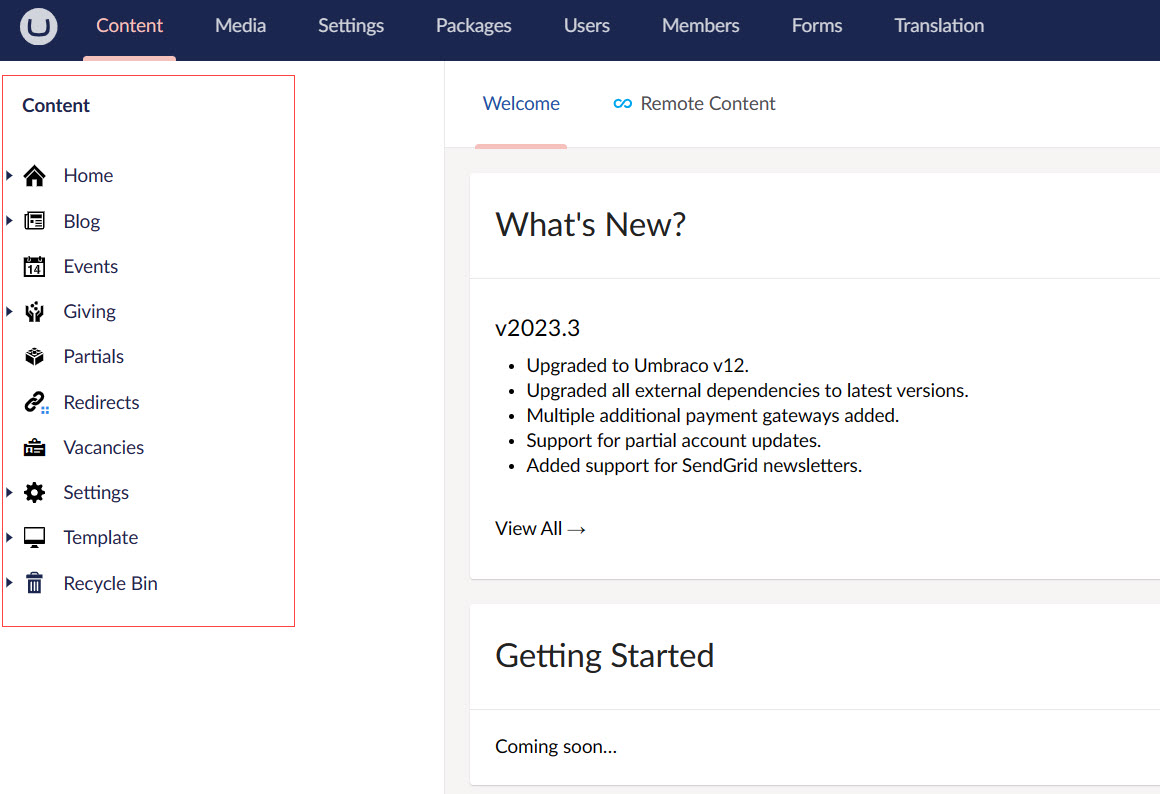 Content Media Settings Packages Users Members Forms Translation
Content
Home
Blog
14
Events
Giving
Partials
Redirects
Vacancies
Settings
Template
Recycle Bin
Welcome Remote Content
What's New?
v2023.3
• Upgraded to Umbraco v12.
• Upgraded all external dependencies to latest versions.
• Multiple additional payment gateways added.
• Support for partial account updates.
• Added support for SendGrid newsletters.
View All →
Getting Started
Coming soon...